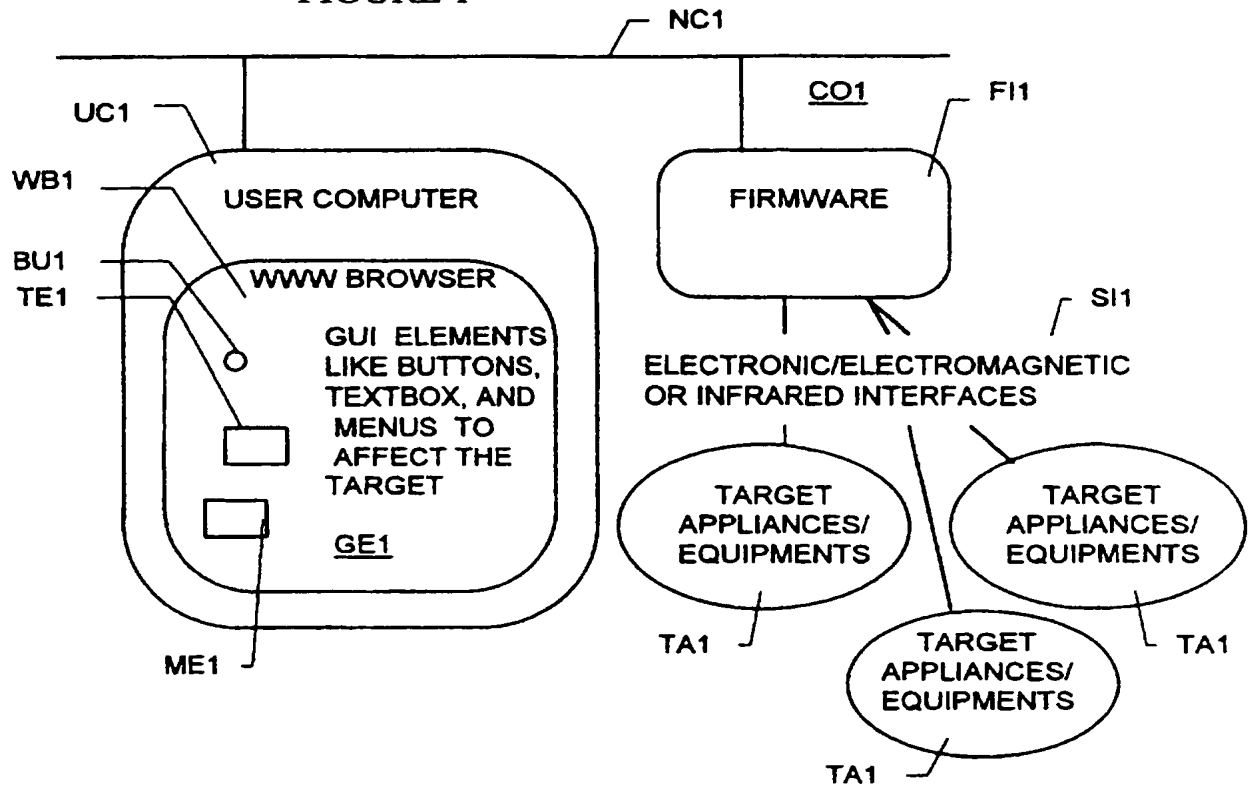 NC1
CO1
FI1
UC1
WB1
USER COMPUTER
FIRMWARE
BU1
WWW BROWSER
TE1
SI1
GUI ELEMENTS
LIKE BUTTONS,
TEXTBOX, AND
MENUS TO
AFFECT THE
TARGET
ELECTRONIC/ELECTROMAGNETIC
OR INFRARED INTERFACES
GE1
TARGET
APPLIANCES/
EQUIPMENTS
TARGET
APPLIANCES/
EQUIPMENTS
ME1
TA1
TARGET
APPLIANCES/
EQUIPMENTS
TA1
TA1